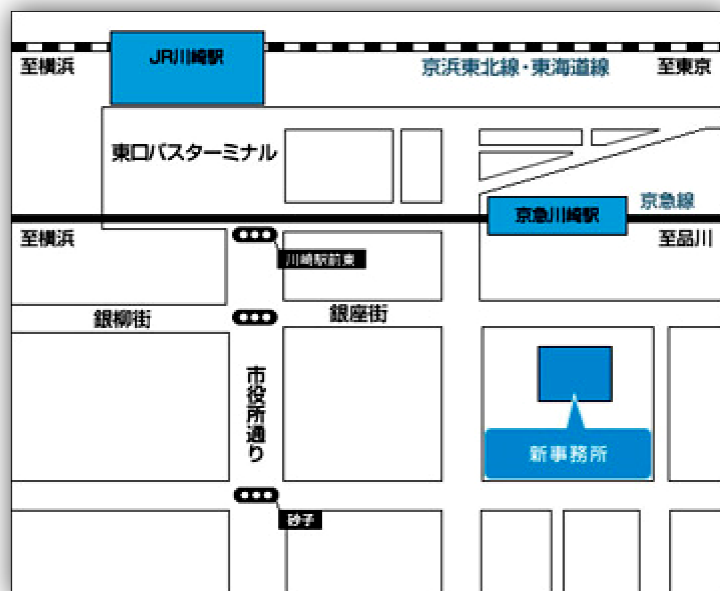 JR川崎駅
至横浜
京浜東北線・東海道線
至東京
東口バスターミナル
京急川崎駅
京急線
至横浜
至品川
川崎駅前東
銀柳街
銀座街
市役所通り
新事務所
砂子